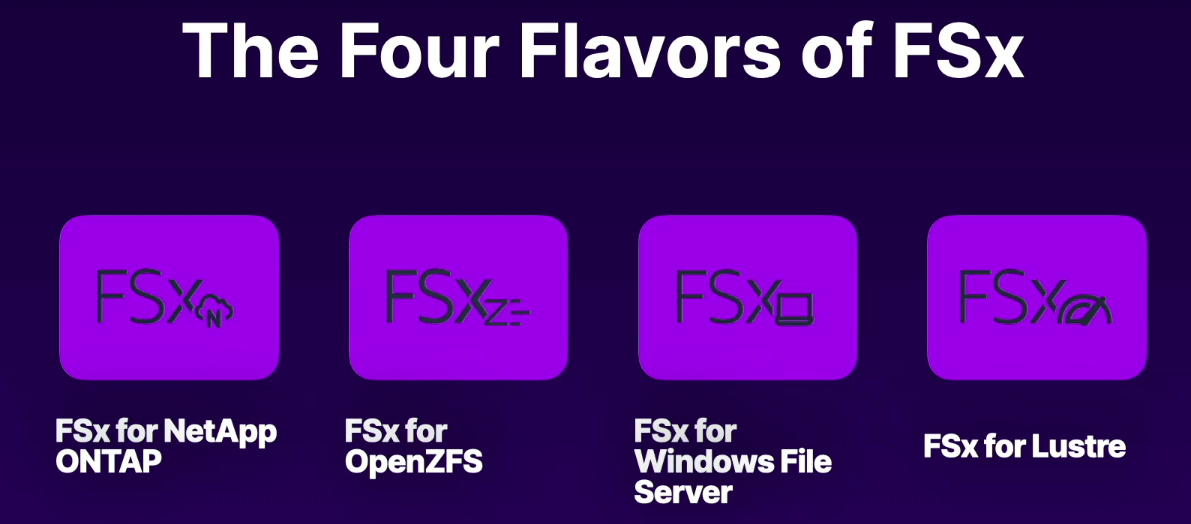 The Four Flavors of FSx
FSx
N
FSx
Z
FSx
FSx
FSx for NetApp
ONTAP
FSx for
OpenZFS
FSx for
Windows File
Server
FSx for Lustre